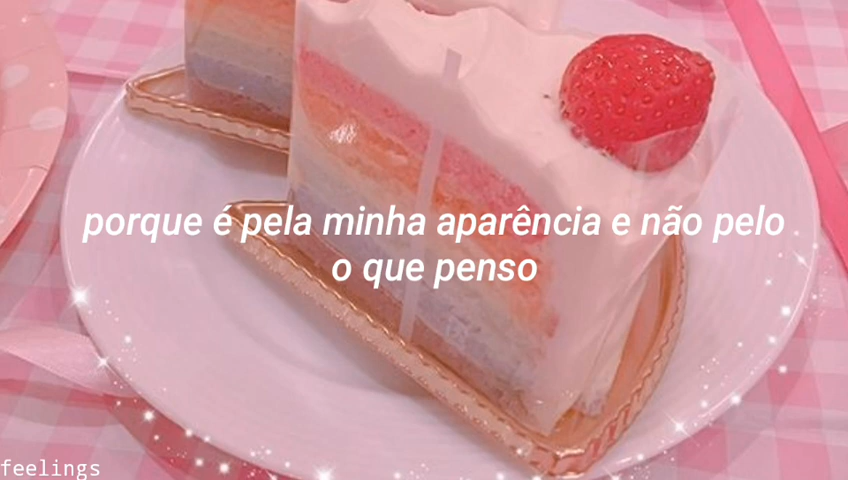 porque é pela minha aparência e não pelo
o que penso
feelings